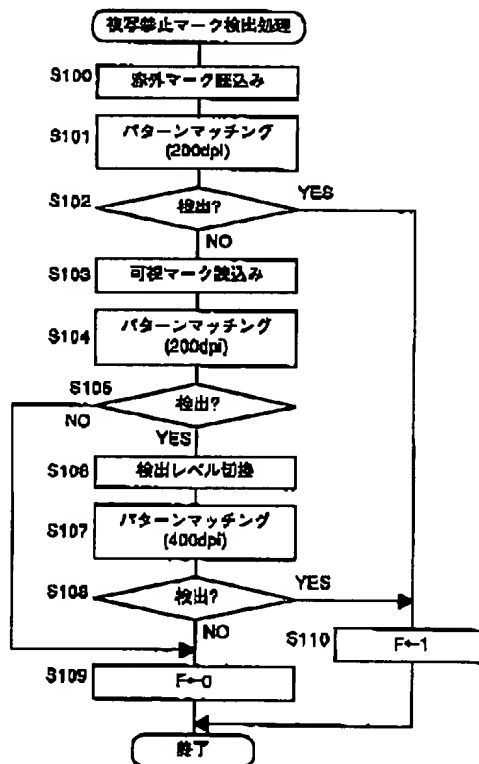 複写禁止マーク検出処理
S100
赤外マーク読込み
S101
パターンマッチング
(200dpi)
S102
検出?
YES
NO
S103
可視マーク読込み
S104
パターンマッチング
(200dpi)
S105
検出?
NO
YES
S106
検出レベル切換
S107
パターンマッチング
(400dpi)
S108
検出?
YES
NO
S110
F←1
S109
F←0
終了